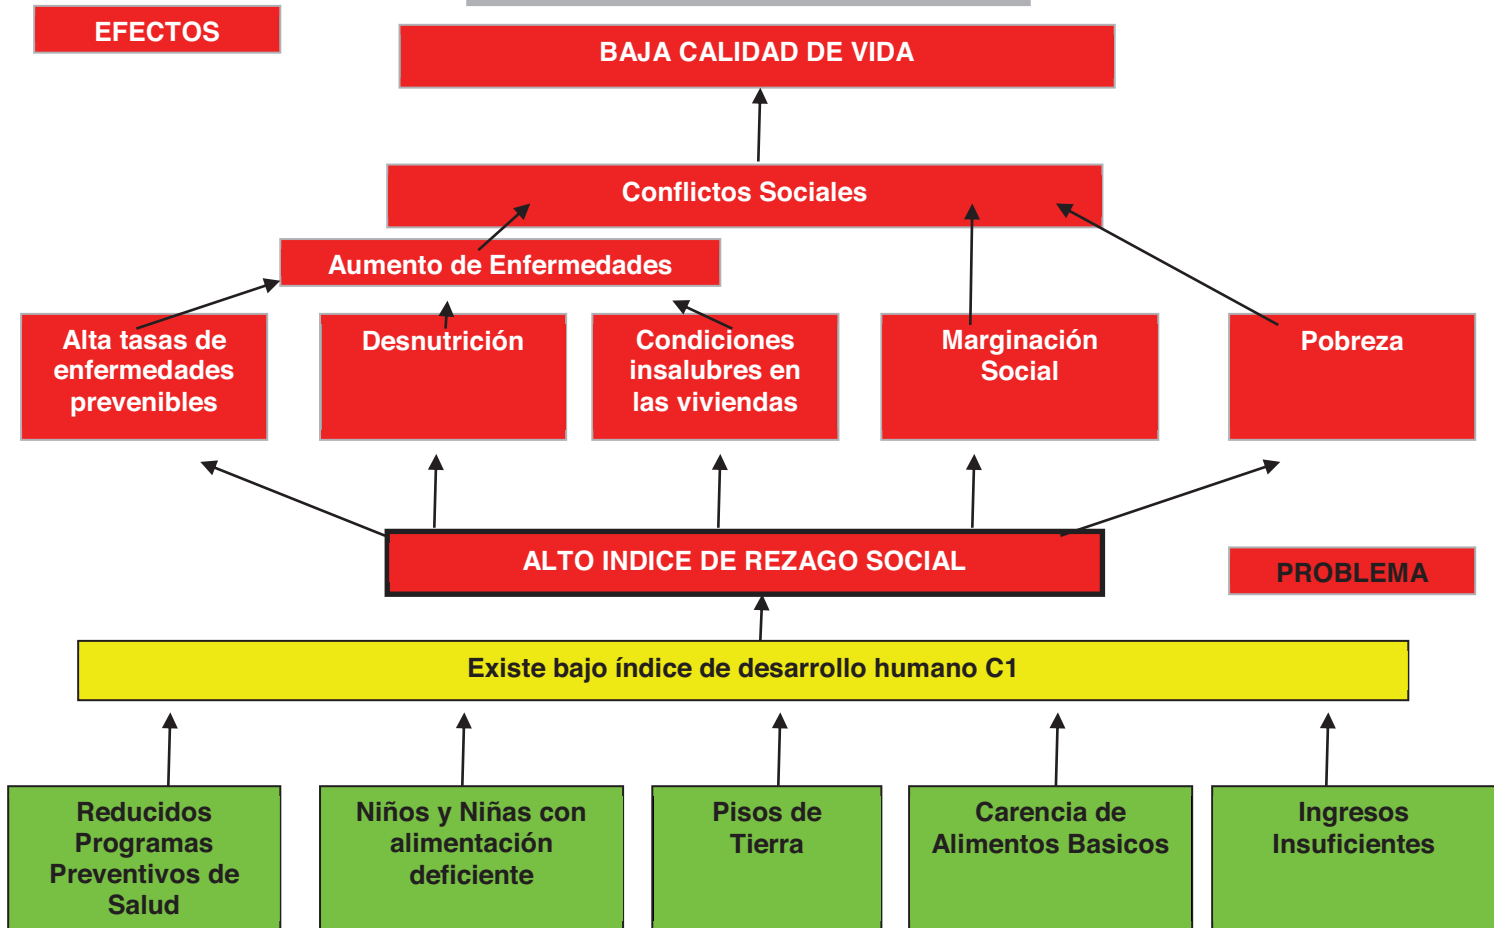 EFECTOS
BAJA CALIDAD DE VIDA
Conflictos Sociales
Aumento de Enfermedades
Alta tasas de
enfermedades
prevenibles
Desnutrición
Condiciones
insalubres en
las viviendas
Marginación
Social
Pobreza
ALTO INDICE DE REZAGO SOCIAL
PROBLEMA
Existe bajo índice de desarrollo humano C1
Reducidos
Programas
Preventivos de
Salud
Niños y Niñas con
alimentación
deficiente
Pisos de
Tierra
Carencia de
Alimentos Basicos
Ingresos
Insuficientes